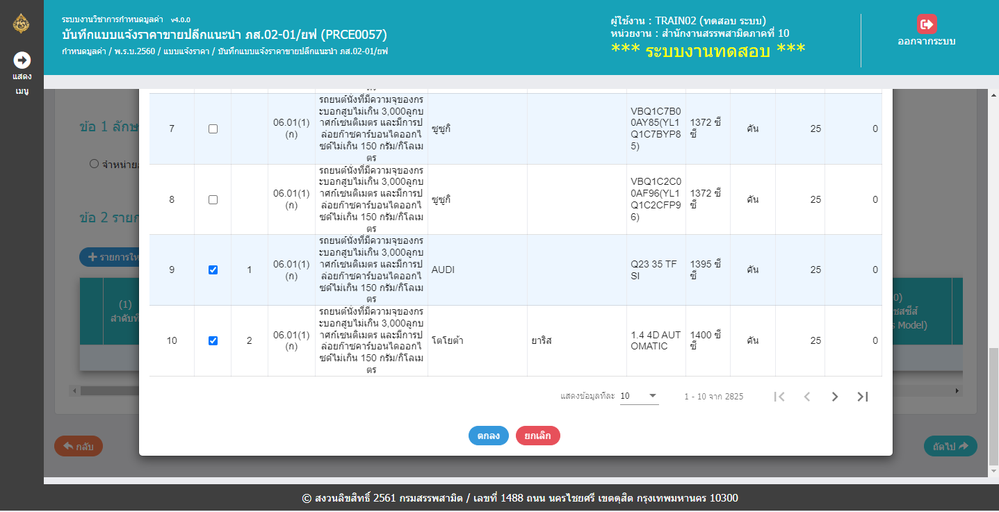 ระบบงานวิชาการกำหนดมูลค่า v4.0.0
บันทึกแบบแจ้งราคาขายปลีกแนะนำ ภส.02-01/ยฟ (PRCE0057)
กำหนดมูลค่า / พ.ร.บ.2560 / แบบแจ้งราคา / บันทึกแบบแจ้งราคาขายปลีกแนะนำ ภส.02-01/ยฟ
ผู้ใช้งาน : TRAIN02 (ทดสอบ ระบบ)
หน่วยงาน : สำนักงานสรรพสามิตภาคที่ 10
*** ระบบงานทดสอบ ***
ออกจากระบบ
แสดง
เมนู
ข้อ 1 ลักษ
จำหน่าย
ข้อ 2 ราย
รายการให
(1)
ลำดับที
0)
ชสซีส์
s Model)
7 06.01(1)
(ก)
รถยนต์นั่งที่มีความจุของกร
ะบอกสูบไม่เกิน 3,000ลูกบ
าศก์เซนติเมตร และมีการป
ล่อยก๊าซคาร์บอนไดออกไ
ซด์ไม่เกิน 150 กรัม/กิโลเม
ตร
ซูซูกิ
VBQ1C7B0
0AY85(YL1
Q1C7BYP8
5)
1372 ซี
ซี
คัน 25 0
8 06.01(1)
(ก)
รถยนต์นั่งที่มีความจุของกร
ะบอกสูบไม่เกิน 3,000ลูกบ
าศก์เซนติเมตร และมีการป
ล่อยก๊าซคาร์บอนไดออกไ
ซด์ไม่เกิน 150 กรัม/กิโลเม
ตร
ซูซูกิ
VBQ1C2C0
0AF96(YL1
Q1C2CFP9
6)
1372 ซี
ซี
คัน 25 0
9 1 06.01(1)
(ก)
รถยนต์นั่งที่มีความจุของกร
ะบอกสูบไม่เกิน 3,000ลูกบ
าศก์เซนติเมตร และมีการป
ล่อยก๊าซคาร์บอนไดออกไ
ซด์ไม่เกิน 150 กรัม/กิโลเม
ตร
AUDI
Q23 35 TF
SI
1395 ซี
ซี
คัน 25 0
10 2 06.01(1)
(ก)
รถยนต์นั่งที่มีความจุของกร
ะบอกสูบไม่เกิน 3,000ลูกบ
าศก์เซนติเมตร และมีการป
ล่อยก๊าซคาร์บอนไดออกไ
ซด์ไม่เกิน 150 กรัม/กิโลเม
ตร
โตโยต้า
ยาริส
1.4 4D AUT
OMATIC
1400 ซี
ซี
คัน 25 0
แสดงข้อมูลทีละ 10 1 - 10 จาก 2825
ตกลง ยกเลิก
กลับ
ถัดไป
© สงวนลิขสิทธิ์ 2561 กรมสรรพสามิต / เลขที่ 1488 ถนน นครไชยศรี เขตดุสิต กรุงเทพมหานคร 10300